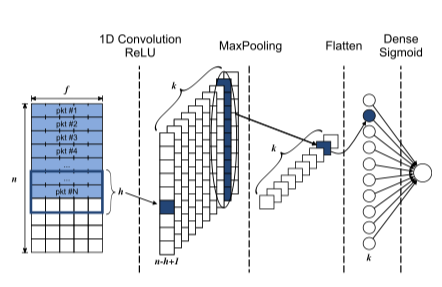 1D Convolution
ReLU
MaxPooling
Flatten
Dense
Sigmoid
f
pkt #1
pkt #2
pkt #3
pkt #4
...
pkt #N
n
h
k
n-h+1
k
k